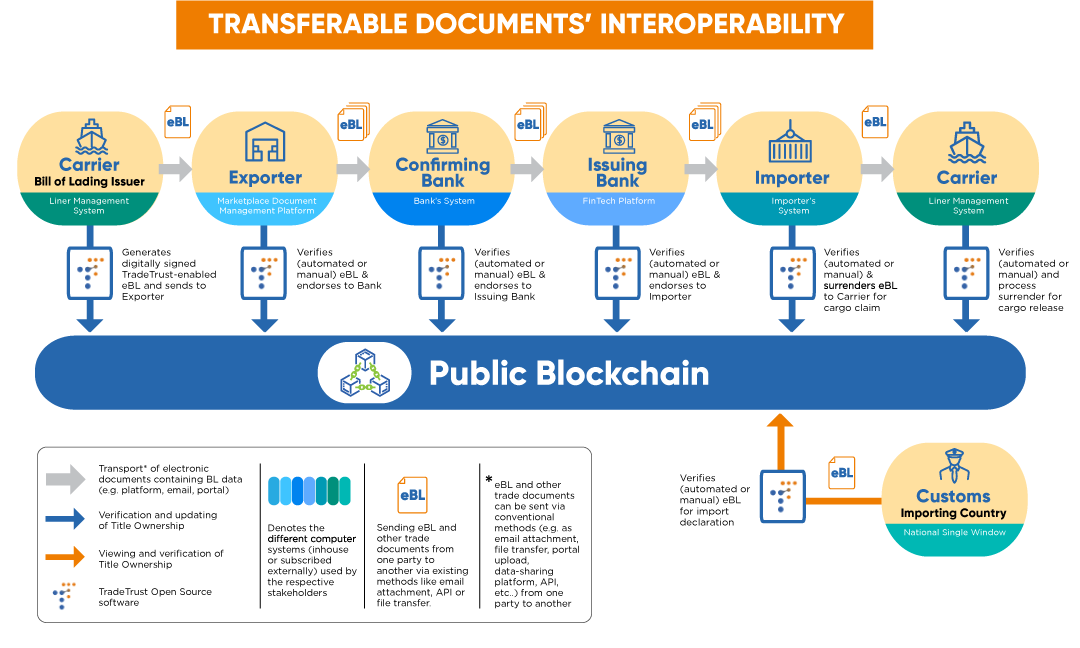 TRANSFERABLE DOCUMENTS' INTEROPERABILITY
eBL
eBL
eBL
eBL
eBL
Carrier
Bill of Lading Issuer
Liner Management
System
Exporter
Marketplace Document
Management Platform
Confirming
Bank
Bank's System
Issuing
Bank
FinTech Platform
Importer
Importer's
System
Carrier
Liner Management
System
Generates
digitally signed
TradeTrust-enabled
eBL and sends to
Exporter
Verifies
(automated or
manual) eBL &
endorses to Bank
Verifies
(automated or
manual) eBL &
endorses to
Issuing Bank
Verifies
(automated or
manual) eBL &
endorses to
Importer
Verifies
(automated or
manual) &
surrenders eBL
to Carrier for
cargo claim
Verifies
(automated or
manual) and
process
surrender for
cargo release
Public Blockchain
Transport* of electronic
documents containing BL data
(e.g. platform, email, portal)
Verification and updating
of Title Ownership
Viewing and verification of
Title Ownership
TradeTrust Open Source
software
Denotes the
different computer
systems (inhouse
or subscribed
externally) used by
the respective
stakeholders
eBL
Sending eBL and
other trade
documents from
one party to
another via existing
methods like email
attachment, API or
file transfer.
* eBL and other
trade documents
can be sent via
conventional
methods (e.g. as
email attachment,
file transfer, portal
upload,
data-sharing
platform, API,
etc..) from one
party to another
Verifies
(automated or
manual) eBL
for import
declaration
eBL
Customs
Importing Country
National Single Window